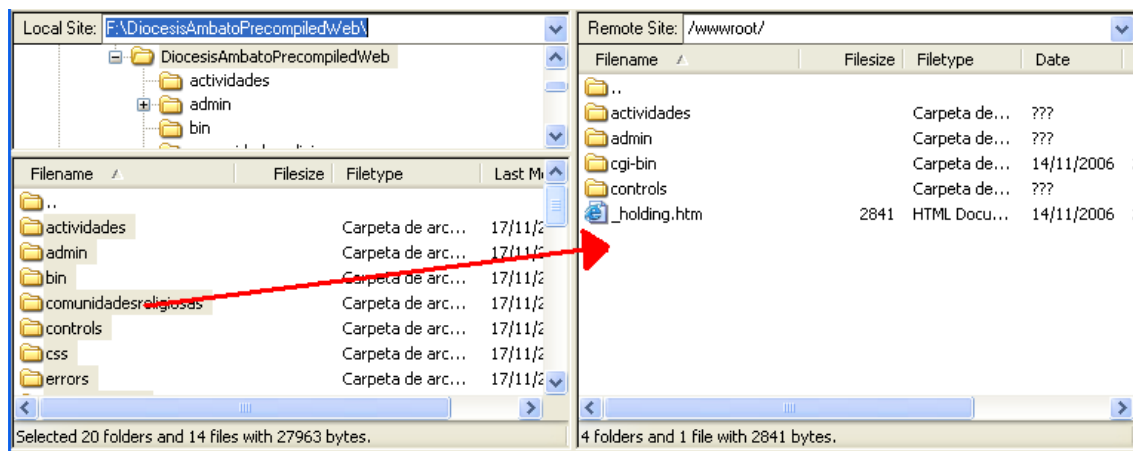 Local Site: F:\DiocesisAmbatoPrecompiledWeb\
DiocesisAmbatoPrecompiledWeb
actividades
admin
bin
Filename Filesize Filetype Last M
..
actividades Carpeta de arc... 17/11/2
admin Carpeta de arc... 17/11/2
bin Carpeta de arc... 17/11/2
comunidadesreligiosas Carpeta de arc... 17/11/2
controls Carpeta de arc... 17/11/2
css Carpeta de arc... 17/11/2
errors Carpeta de arc... 17/11/2
Selected 20 folders and 14 files with 27963 bytes.
Remote Site: /wwwroot/
Filename Filesize Filetype Date
..
actividades Carpeta de... ???
admin Carpeta de... ???
cgi-bin Carpeta de... 14/11/2006
controls Carpeta de... ???
_holding.htm 2841 HTML Docu... 14/11/2006
4 folders and 1 file with 2841 bytes.